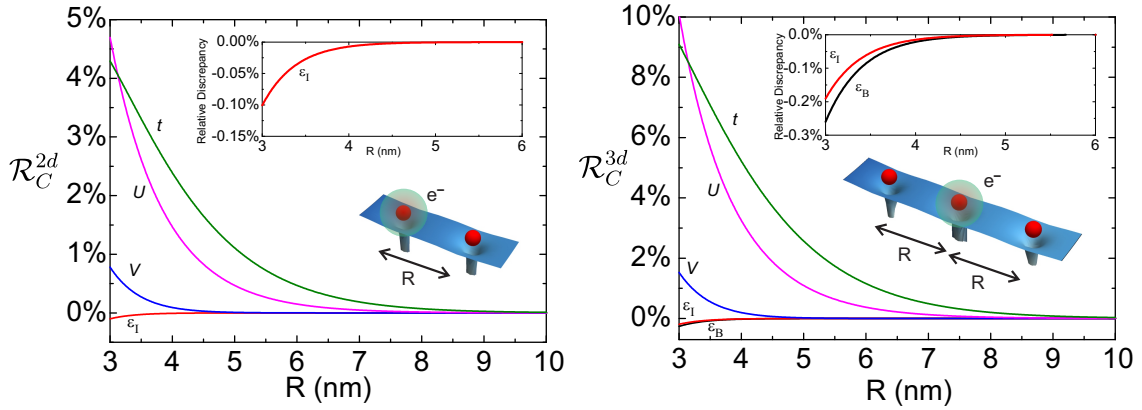 5%
4%
3%
2%
1%
0%
R_C^{2d}
t
U
V
ε_I
0.00%
-0.05%
-0.10%
-0.15%
Relative Discrepancy
ε_I
3 4 5 6
R (nm)
e⁻
R
3 4 5 6 7 8 9 10
R (nm)
10%
8%
6%
4%
2%
0%
R_C^{3d}
t
U
V
ε_I
ε_B
0.0%
-0.1%
-0.2%
-0.3%
Relative Discrepancy
ε_I
ε_B
3 4 5 6
R (nm)
e⁻
R
R
3 4 5 6 7 8 9 10
R (nm)